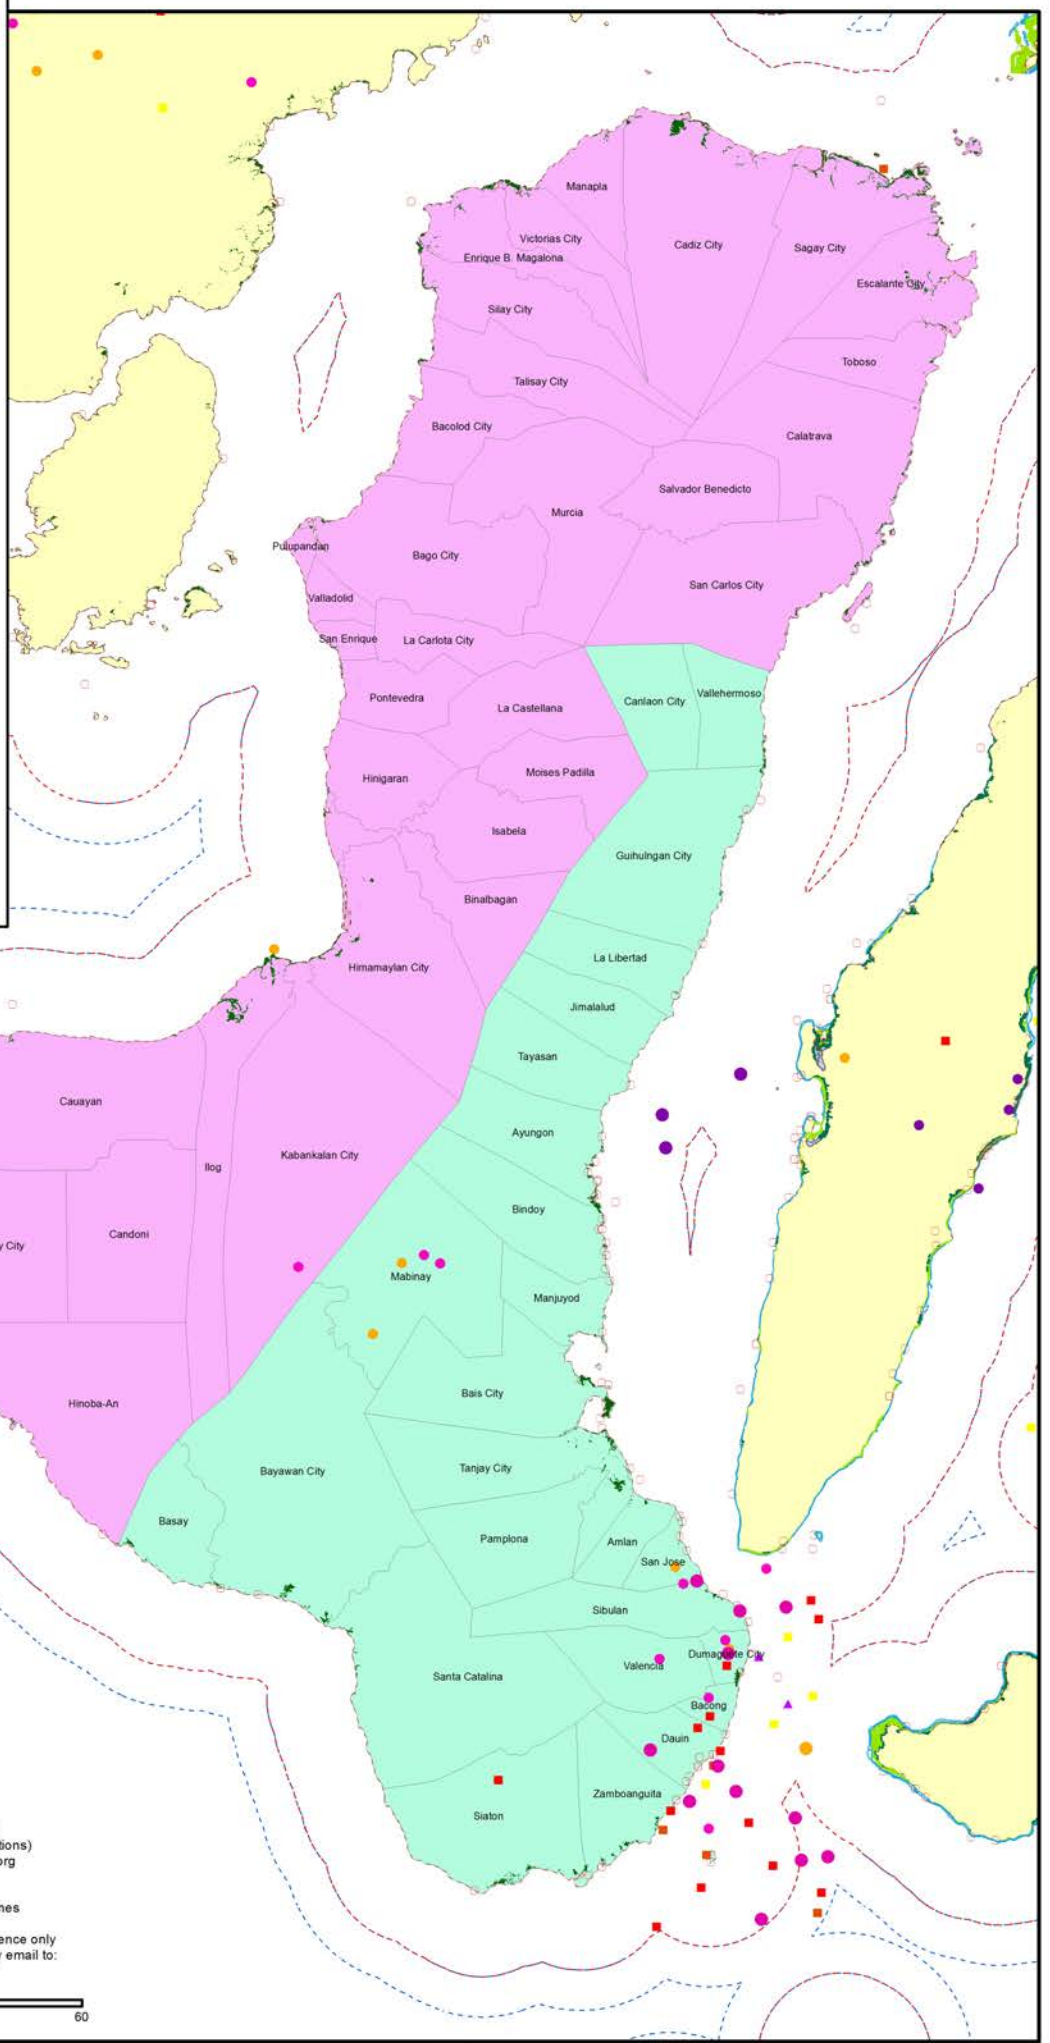 Manapla
Victorias City
Cadiz City
Sagay City
Enrique B. Magalona
Escalante City
Silay City
Toboso
Talisay City
Bacolod City
Calatrava
Salvador Benedicto
Murcia
Pulupandan
Bago City
San Carlos City
Valladolid
San Enrique
La Carlota City
Vallehermoso
Pontevedra
Canlaon City
La Castellana
Moises Padilla
Hinigaran
Isabela
Guihulngan City
Binalbagan
La Libertad
Himamaylan City
Jimalalud
Tayasan
Cauayan
Ayungon
Kabankalan City
Ilog
Bindoy
Candoni
y City
Mabinay
Manjuyod
Bais City
Hinoba-An
Tanjay City
Bayawan City
Basay
Pamplona
Amlan
San Jose
Sibulan
Dumaguete City
Valencia
Santa Catalina
Bacong
Dauin
Zamboanguita
Siaton
tions)
org
nes
ence only
email to:
60